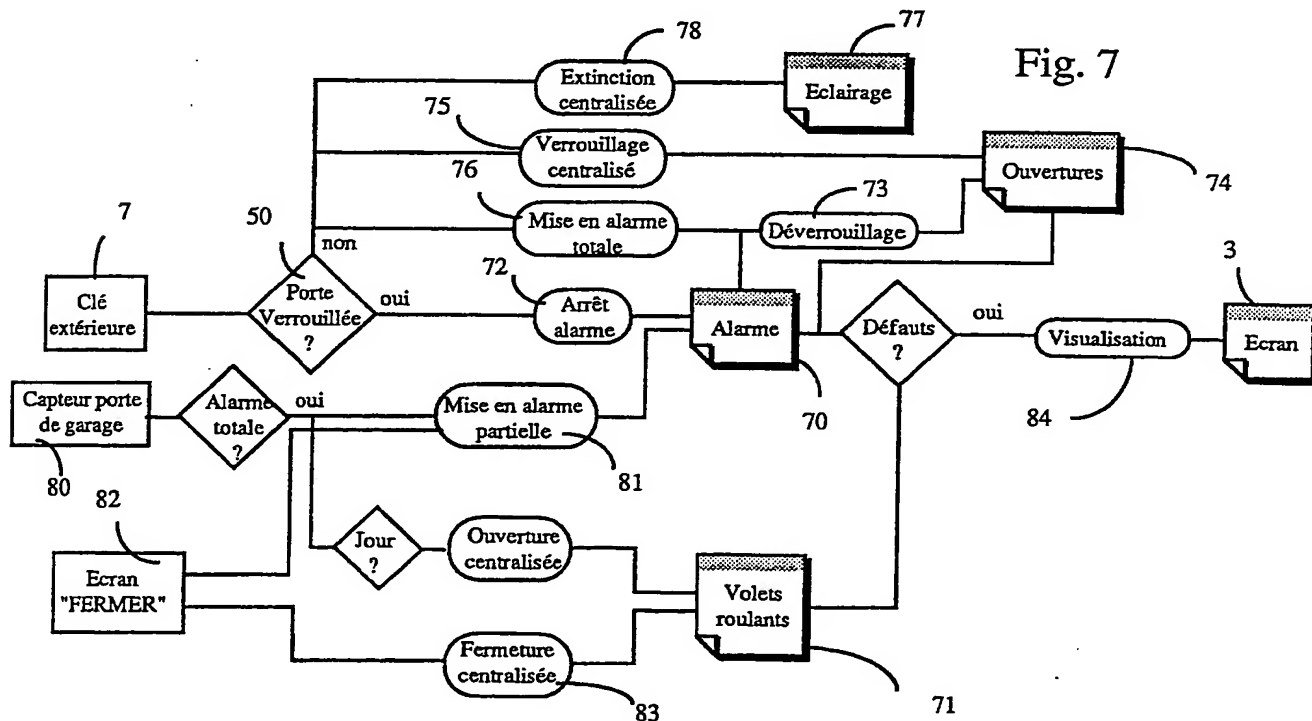 78
77
Fig. 7
Extinction
centralisée
Eclairage
75
Verrouillage
centralisé
Ouvertures
74
76
Mise en alarme
totale
73
Déverrouillage
7
50
non
3
Clé
extérieure
Porte
Verrouillée
?
oui
72
Arrêt
alarme
Alarme
Défauts
?
oui
Visualisation
Ecran
70
84
Capteur porte
de garage
80
Alarme
totale
?
oui
Mise en alarme
partielle
81
82
Ecran
"FERMER"
Jour
?
Ouverture
centralisée
Volets
roulants
71
Fermeture
centralisée
83